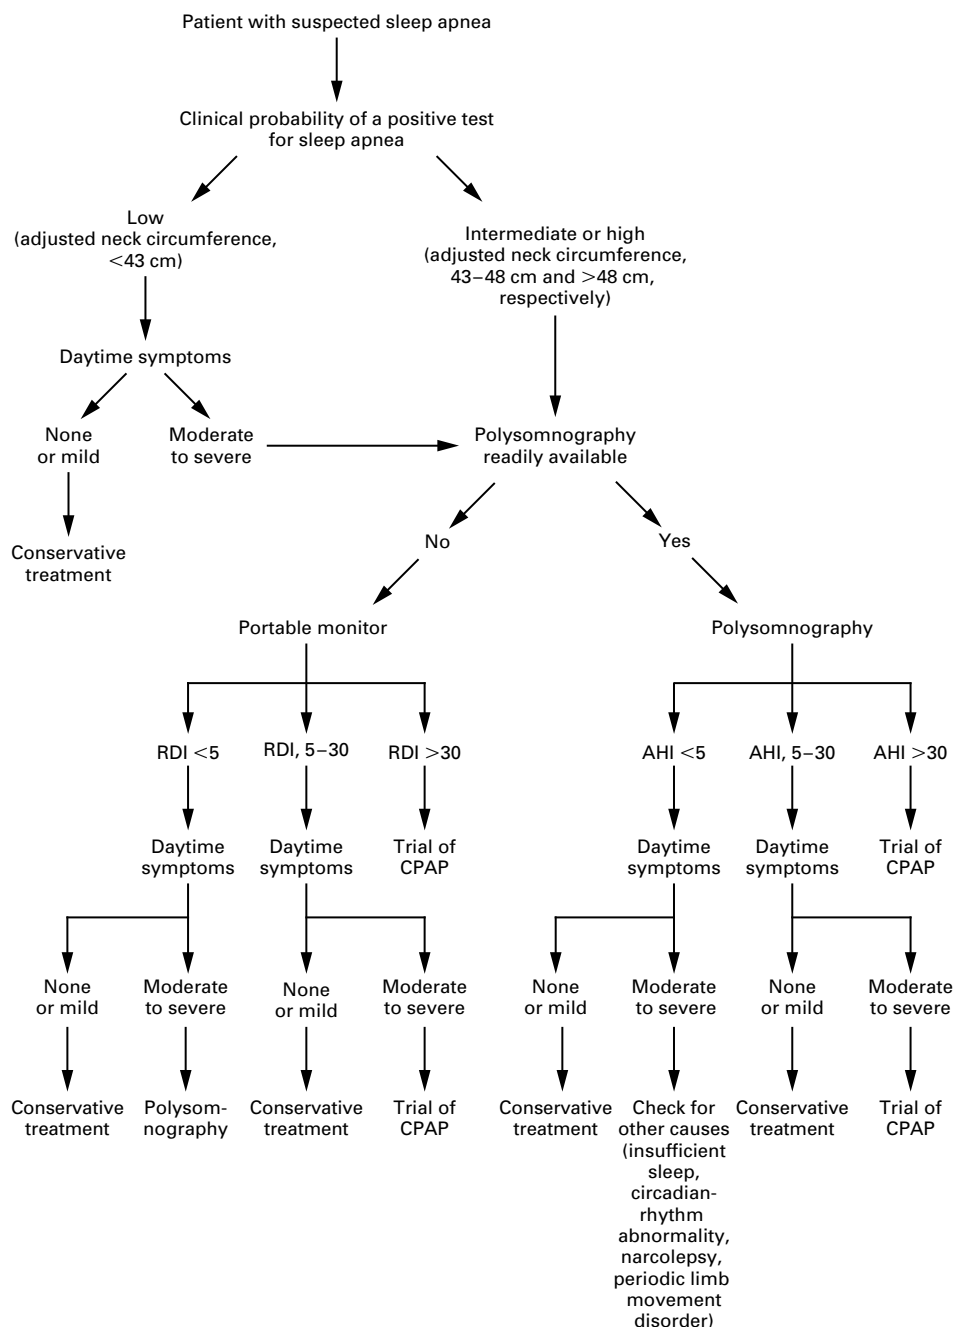 Patient with suspected sleep apnea
Clinical probability of a positive test
for sleep apnea
Low
(adjusted neck circumference,
<43 cm)
Intermediate or high
(adjusted neck circumference,
43–48 cm and >48 cm,
respectively)
Daytime symptoms
None
or mild
Moderate
to severe
Polysomnography
readily available
Conservative
treatment
No
Yes
Portable monitor
Polysomnography
RDI <5
RDI, 5–30
RDI >30
AHI <5
AHI, 5–30
AHI >30
Daytime
symptoms
Daytime
symptoms
Trial of
CPAP
Daytime
symptoms
Daytime
symptoms
Trial of
CPAP
None
or mild
Moderate
to severe
None
or mild
Moderate
to severe
None
or mild
Moderate
to severe
None
or mild
Moderate
to severe
Conservative
treatment
Polysom-
nography
Conservative
treatment
Trial of
CPAP
Conservative
treatment
Check for
other causes
(insufficient
sleep,
circadian-
rhythm
abnormality,
narcolepsy,
periodic limb
movement
disorder)
Conservative
treatment
Trial of
CPAP